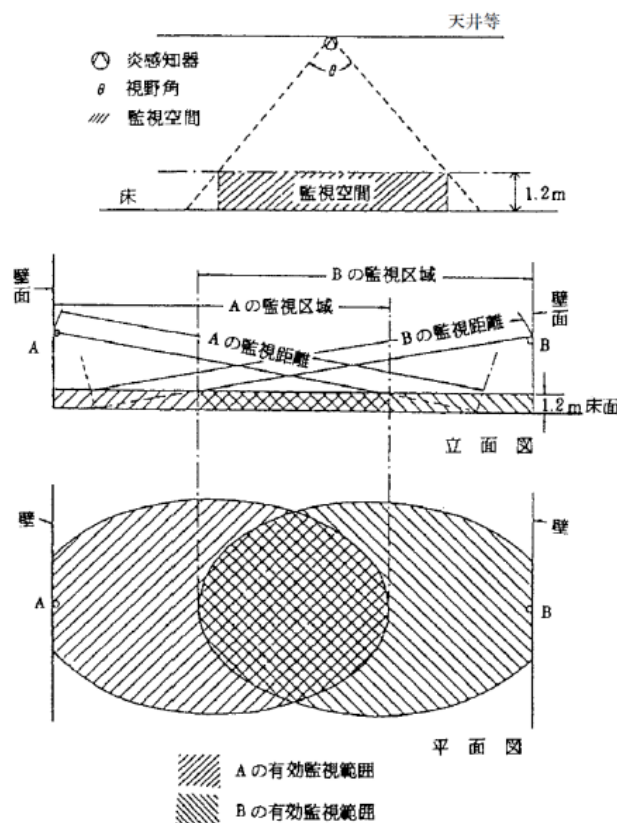 天井等
炎感知器
θ
θ 視野角
監視空間
監視空間
1.2m
床
壁面
Bの監視区域
Aの監視区域
壁面
Aの監視距離
Bの監視距離
A
B
1.2m床面
立面図
壁
壁
A
B
平面図
Aの有効監視範囲
Bの有効監視範囲